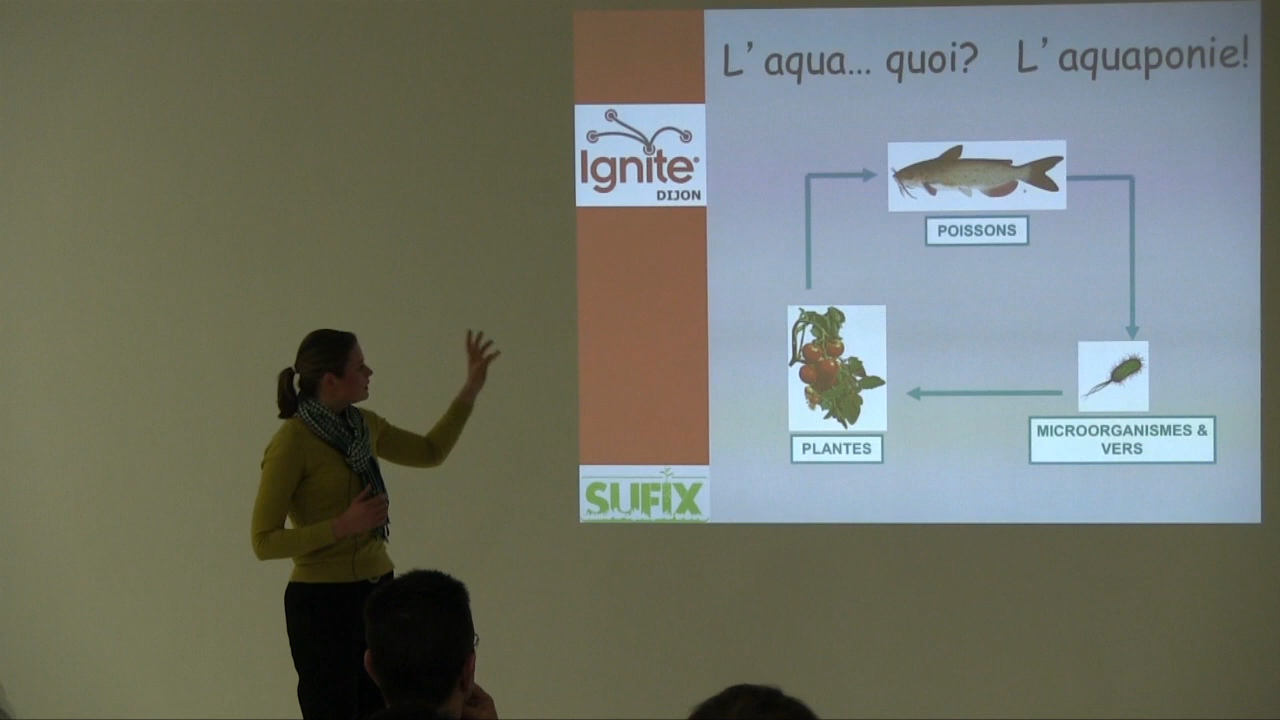 L' aqua... quoi? L' aquaponie!
Ignite
DIJON
POISSONS
PLANTES
MICROORGANISMES &
VERS
SUFIX